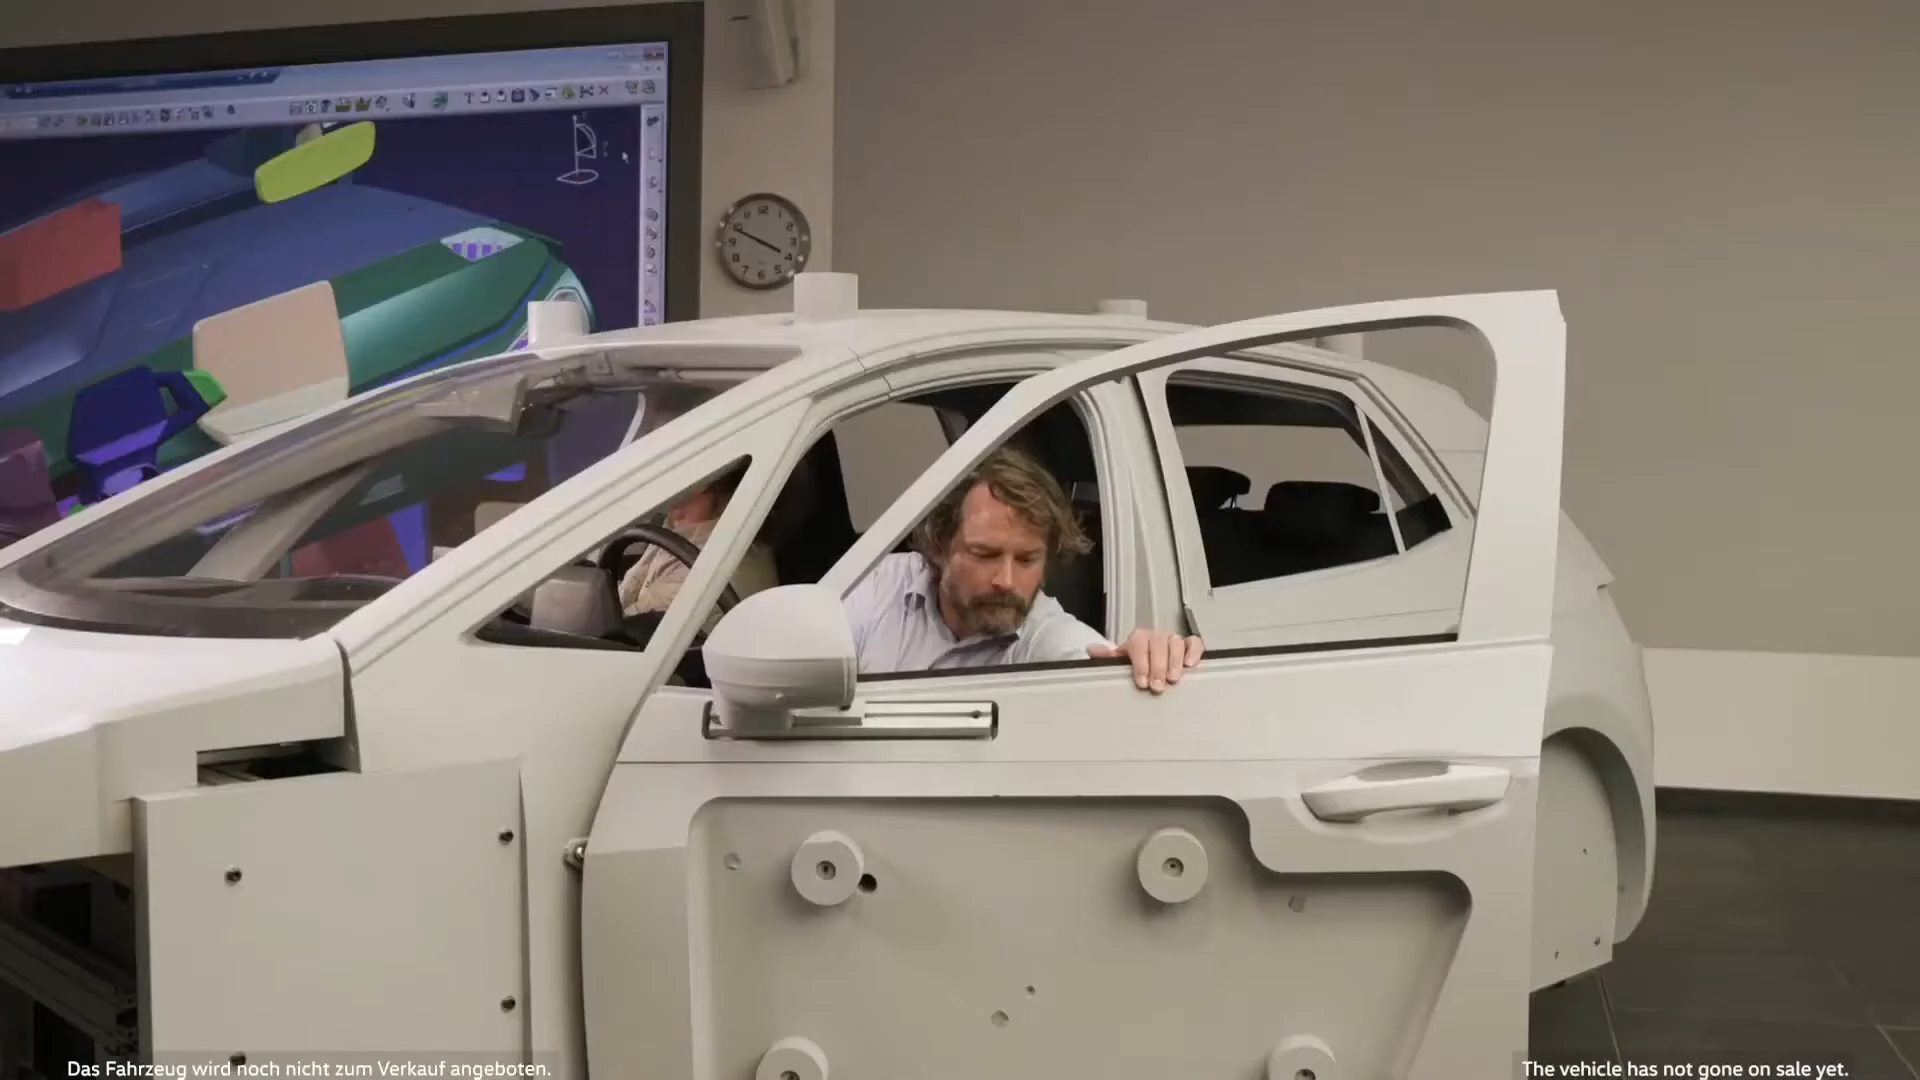 Das Fahrzeug wird noch nicht zum Verkauf angeboten.
The vehicle has not gone on sale yet.